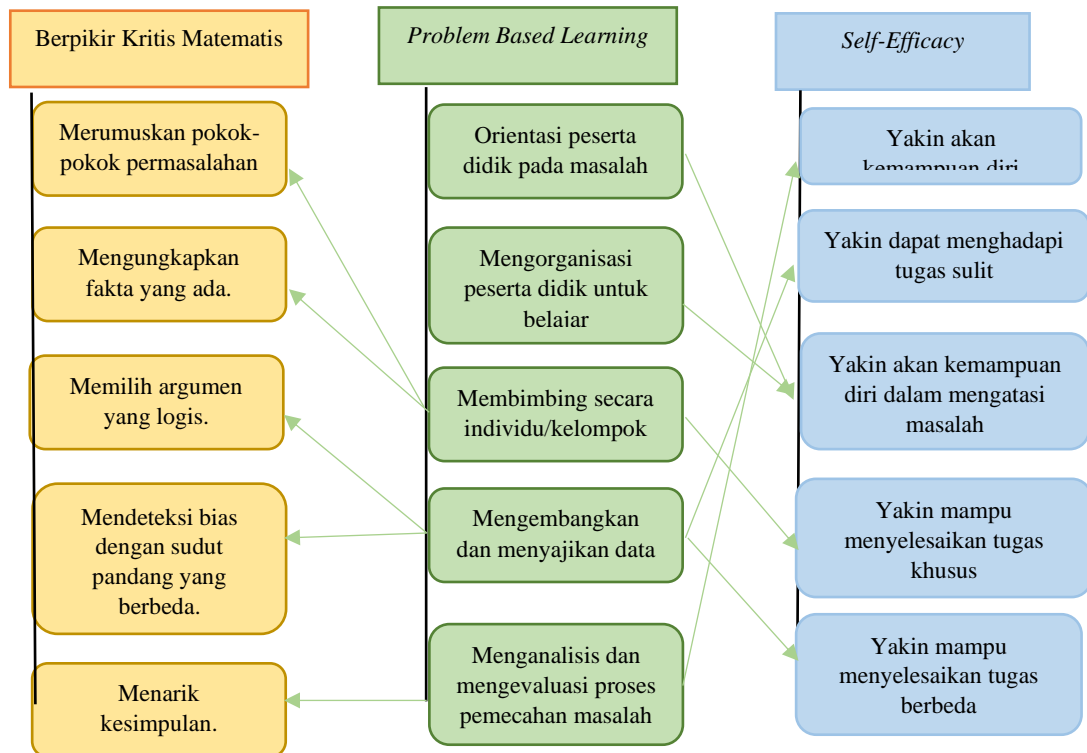 Berpikir Kritis Matematis
Merumuskan pokok-
pokok permasalahan
Mengungkapkan
fakta yang ada.
Memilih argumen
yang logis.
Mendeteksi bias
dengan sudut
pandang yang
berbeda.
Menarik
kesimpulan.
Problem Based Learning
Orientasi peserta
didik pada masalah
Mengorganisasi
peserta didik untuk
belajar
Membimbing secara
individu/kelompok
Mengembangkan
dan menyajikan data
Menganalisis dan
mengevaluasi proses
pemecahan masalah
Self-Efficacy
Yakin akan
kemampuan diri
Yakin dapat menghadapi
tugas sulit
Yakin akan kemampuan
diri dalam mengatasi
masalah
Yakin mampu
menyelesaikan tugas
khusus
Yakin mampu
menyelesaikan tugas
berbeda